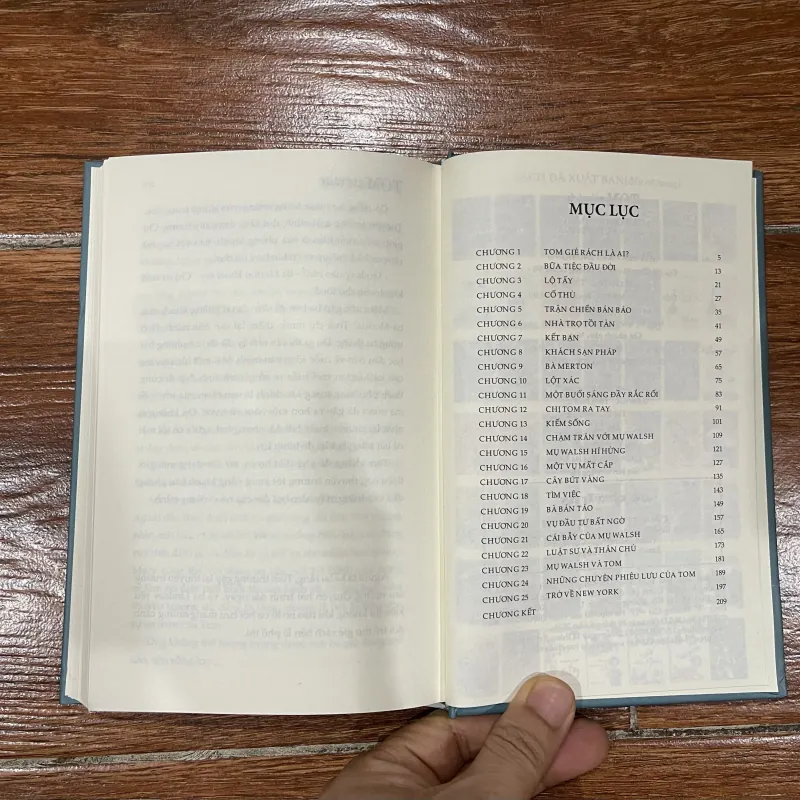 MỤC LỤC
CHƯƠNG 1 TOM GIẺ RÁCH LÀ AI? 5
CHƯƠNG 2 BỮA TIỆC ĐẦU ĐỜI 13
CHƯƠNG 3 LỘ TẨY 21
CHƯƠNG 4 CỐ THỦ 27
CHƯƠNG 5 TRẬN CHIẾN BÁN BÁO 35
CHƯƠNG 6 NHÀ TRỌ TỒI TÀN 41
CHƯƠNG 7 KẾT BẠN 49
CHƯƠNG 8 KHÁCH SẠN PHÁP 57
CHƯƠNG 9 BÀ MERTON 65
CHƯƠNG 10 LỘT XÁC 75
CHƯƠNG 11 MỘT BUỔI SÁNG ĐẦY RẮC RỐI 83
CHƯƠNG 12 CHỊ TOM RA TAY 91
CHƯƠNG 13 KIẾM SỐNG 101
CHƯƠNG 14 CHẠM TRÁN VỚI MỤ WALSH 109
CHƯƠNG 15 MỤ WALSH HÍ HỬNG 121
CHƯƠNG 16 MỘT VỤ MẤT CẮP 127
CHƯƠNG 17 CÂY BÚT VÀNG 135
CHƯƠNG 18 TÌM VIỆC 143
CHƯƠNG 19 BÀ BÁN TÁO 149
CHƯƠNG 20 VỤ ĐẦU TƯ BẤT NGỜ 157
CHƯƠNG 21 CÁI BẪY CỦA MỤ WALSH 165
CHƯƠNG 22 LUẬT SƯ VÀ THÂN CHỦ 173
CHƯƠNG 23 MỤ WALSH VÀ TOM 181
CHƯƠNG 24 NHỮNG CHUYỆN PHIÊU LƯU CỦA TOM 189
CHƯƠNG 25 TRỞ VỀ NEW YORK 197
CHƯƠNG KẾT 209